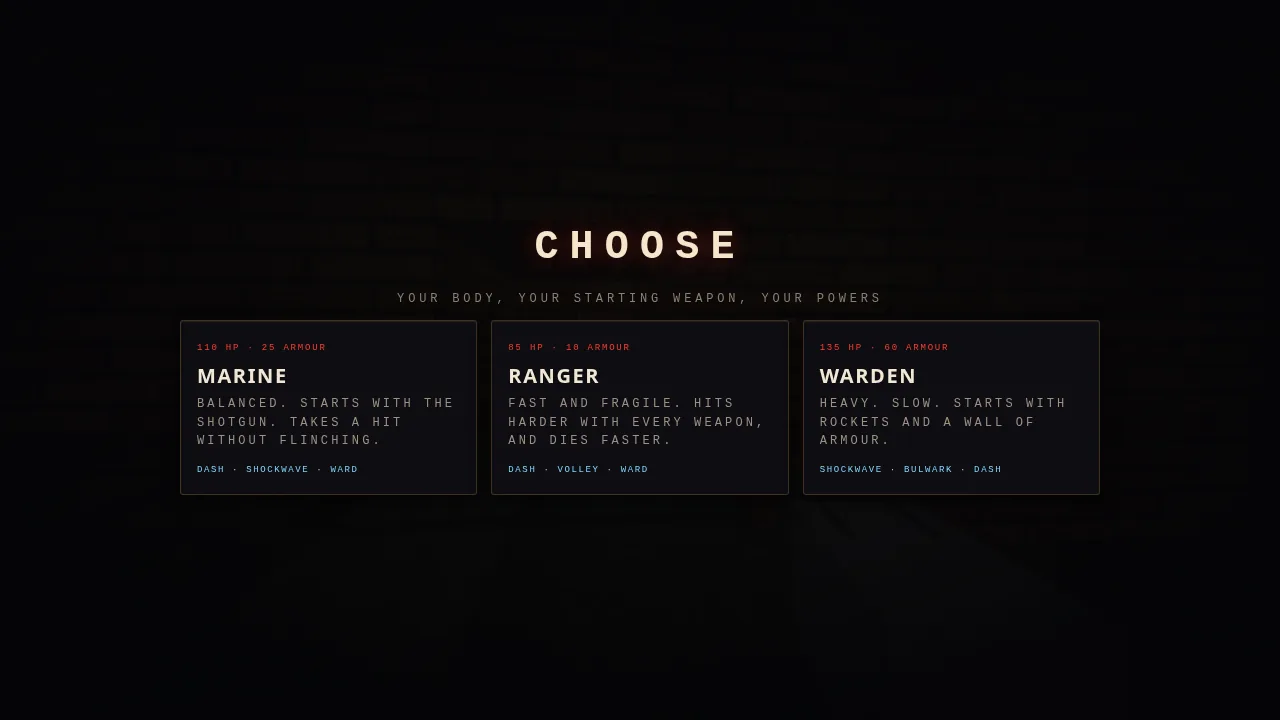 CHOOSE
YOUR BODY, YOUR STARTING WEAPON, YOUR POWERS
110 HP · 25 ARMOUR
MARINE
BALANCED. STARTS WITH THE
SHOTGUN. TAKES A HIT
WITHOUT FLINCHING.
DASH · SHOCKWAVE · WARD
85 HP · 10 ARMOUR
RANGER
FAST AND FRAGILE. HITS
HARDER WITH EVERY WEAPON,
AND DIES FASTER.
DASH · VOLLEY · WARD
135 HP · 60 ARMOUR
WARDEN
HEAVY. SLOW. STARTS WITH
ROCKETS AND A WALL OF
ARMOUR.
SHOCKWAVE · BULWARK · DASH